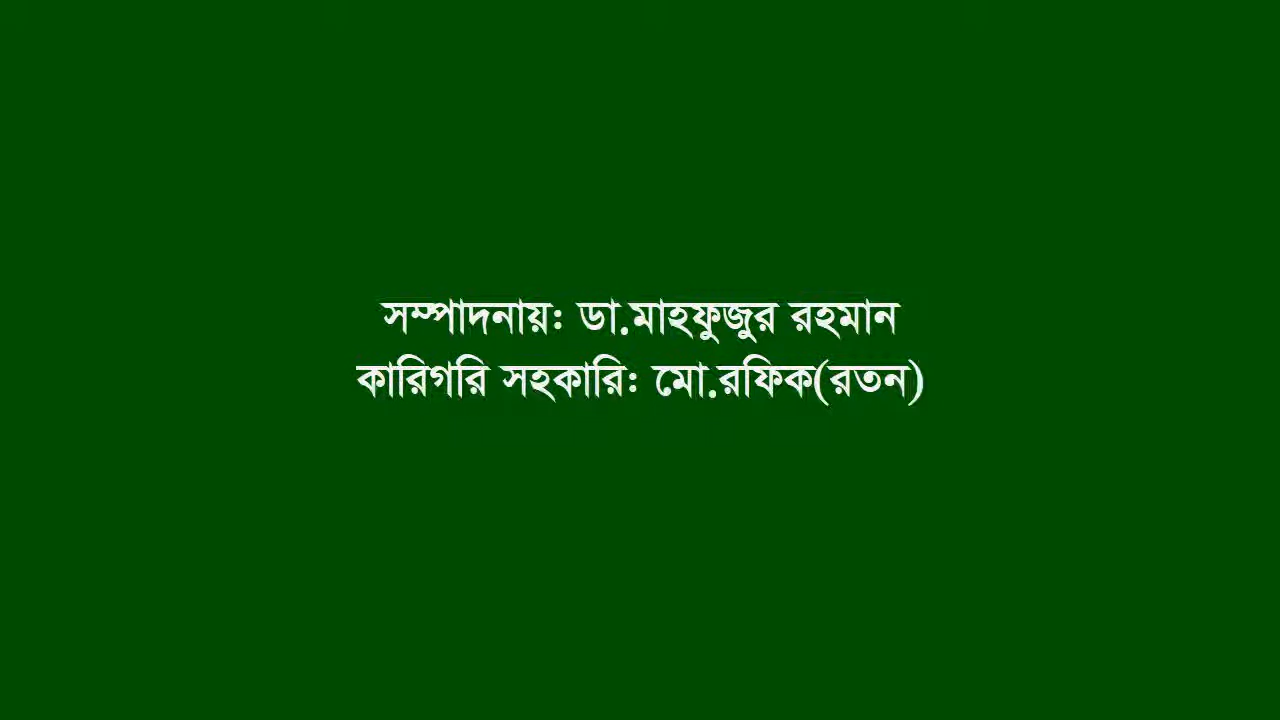 সম্পাদনায়ঃ ডা.মাহফুজুর রহমান
কারিগরি সহকারিঃ মো.রফিক(রতন)